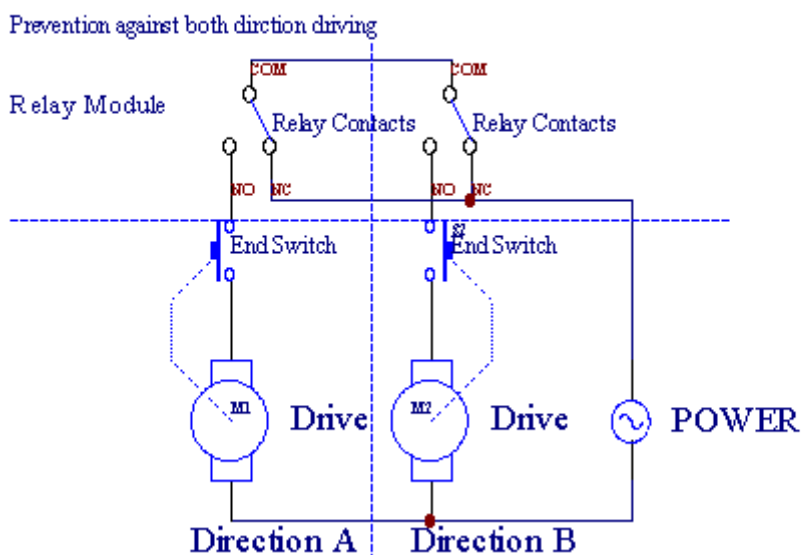 Prevention against both dirction driving
COM
COM
Relay Module
Relay Contacts
Relay Contacts
NO
NC
NO
NC
End Switch
S2
End Switch
M1
Drive
M2
Drive
POWER
Direction A
Direction B